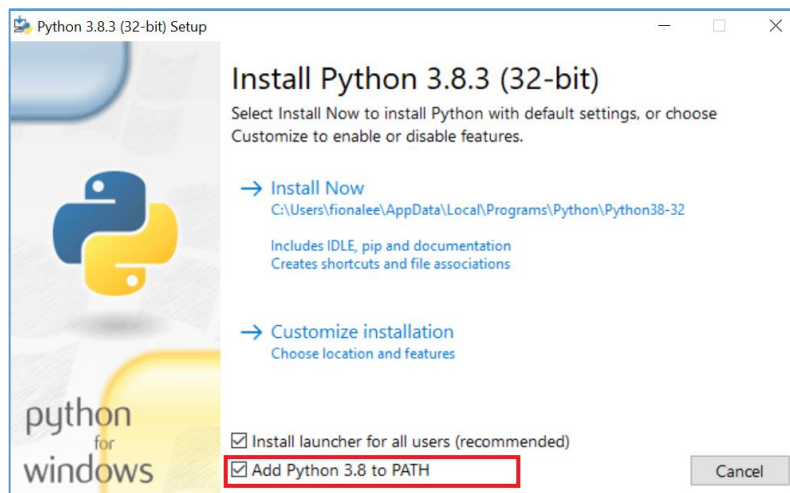 Python 3.8.3 (32-bit) Setup
Install Python 3.8.3 (32-bit)
Select Install Now to install Python with default settings, or choose
Customize to enable or disable features.
→ Install Now
C:\Users\fionalee\AppData\Local\Programs\Python\Python38-32
Includes IDLE, pip and documentation
Creates shortcuts and file associations
→ Customize installation
Choose location and features
python
for
windows
Install launcher for all users (recommended)
Add Python 3.8 to PATH
Cancel